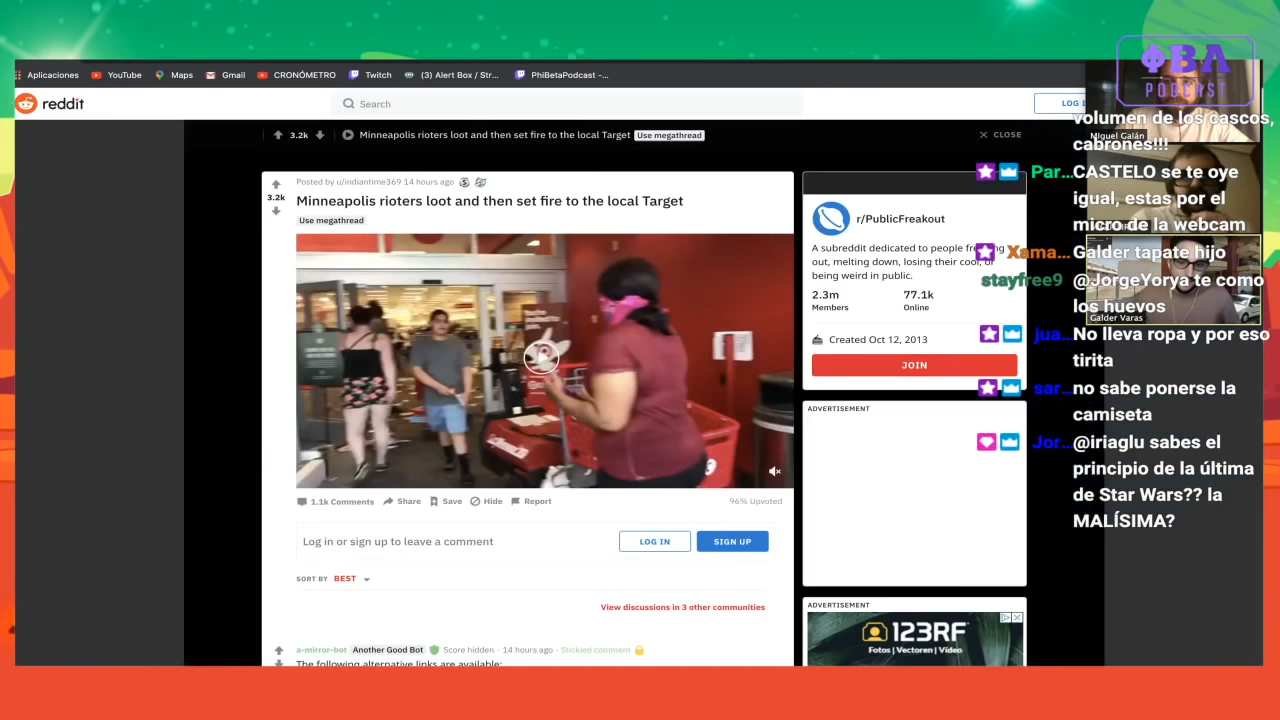 Aplicaciones YouTube Maps Gmail CRONÓMETRO Twitch (3) Alert Box / Str... PhiBetaPodcast –...
ΦBA
PODCAST
reddit Search LOG I
3.2k Minneapolis rioters loot and then set fire to the local Target Use megathread CLOSE
Posted by u/indiantime369 14 hours ago
3.2k Minneapolis rioters loot and then set fire to the local Target
Use megathread
1.1k Comments Share Save Hide Report 96% Upvoted
Log in or sign up to leave a comment LOG IN SIGN UP
SORT BY BEST
View discussions in 3 other communities
a-mirror-bot Another Good Bot Score hidden · 14 hours ago · Stickied comment
The following alternative links are available:
r/PublicFreakout
A subreddit dedicated to people freaking
out, melting down, losing their cool, or
being weird in public.
2.3m 77.1k
Members Online
Created Oct 12, 2013
JOIN
ADVERTISEMENT
ADVERTISEMENT
123RF
Fotos | Vectoren | Vídeo
Miguel Galán
Galder Varas
volumen de los cascos,
cabrones!!!
Par... CASTELO se te oye
igual, estas por el
micro de la webcam
Xama... Galder tapate hijo
stayfree9 @JorgeYorya te como
los huevos
jua... No lleva ropa y por eso
tirita
sar... no sabe ponerse la
camiseta
Jor... @iriaglu sabes el
principio de la última
de Star Wars?? la
MALÍSIMA?